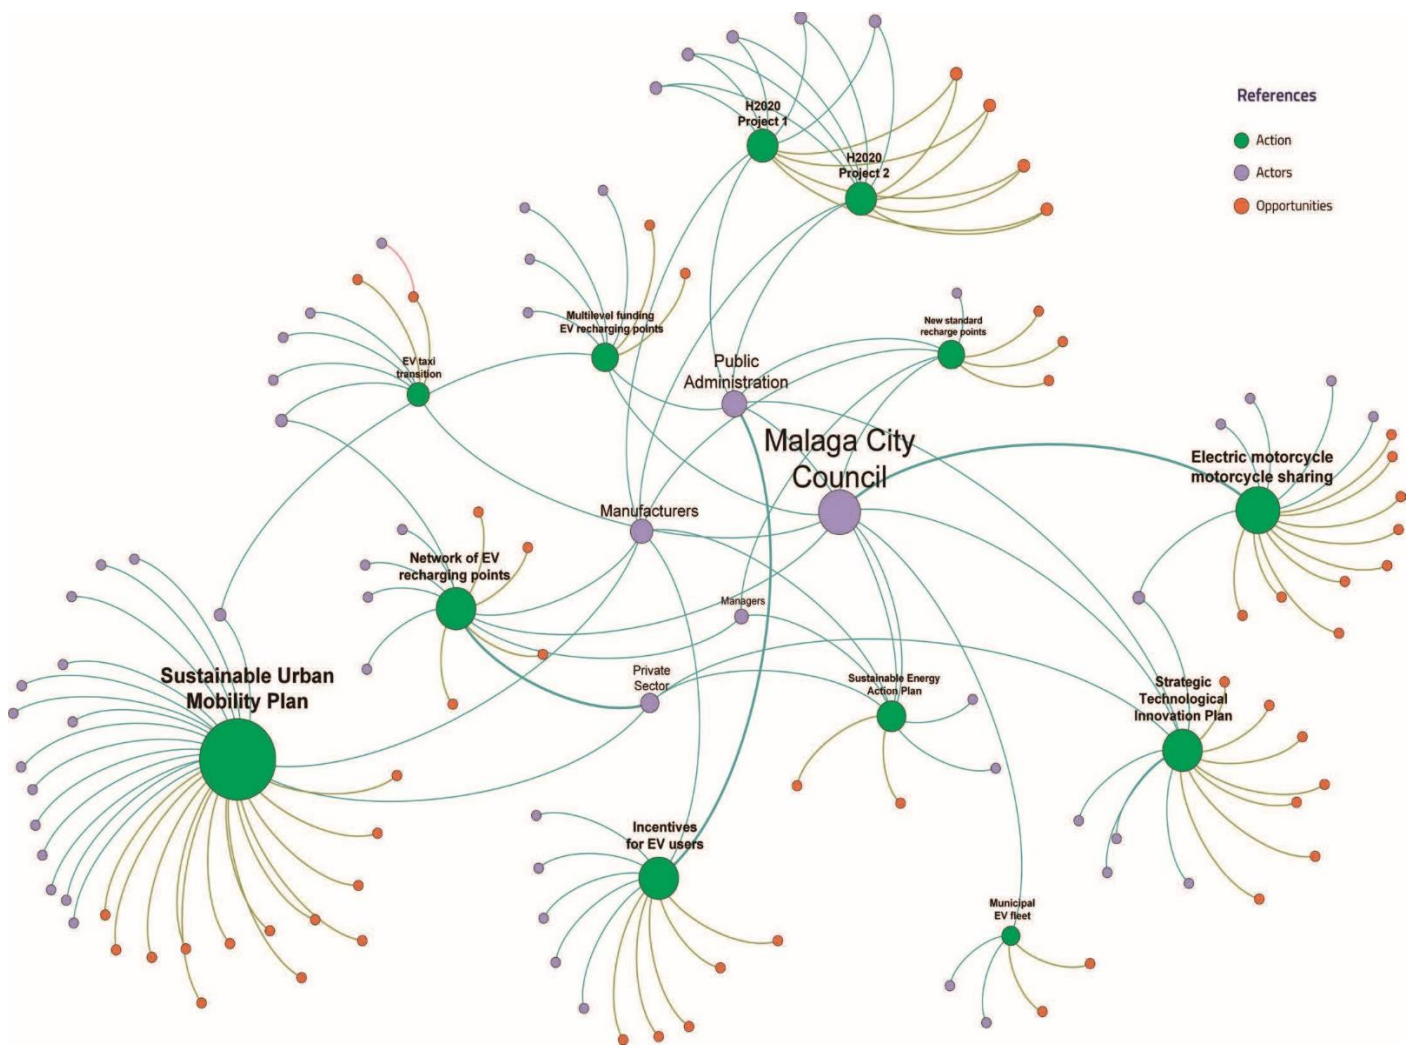 H2020
Project 1
H2020
Project 2
References
Action
Actors
Opportunities
Multilevel funding
EV recharging points
New standard
recharge points
EV taxi
transition
Public
Administration
Malaga City
Council
Electric motorcycle
motorcycle sharing
Manufacturers
Network of EV
recharging points
Managers
Sustainable Urban
Mobility Plan
Private
Sector
Sustainable Energy
Action Plan
Strategic
Technological
Innovation Plan
Incentives
for EV users
Municipal
EV fleet